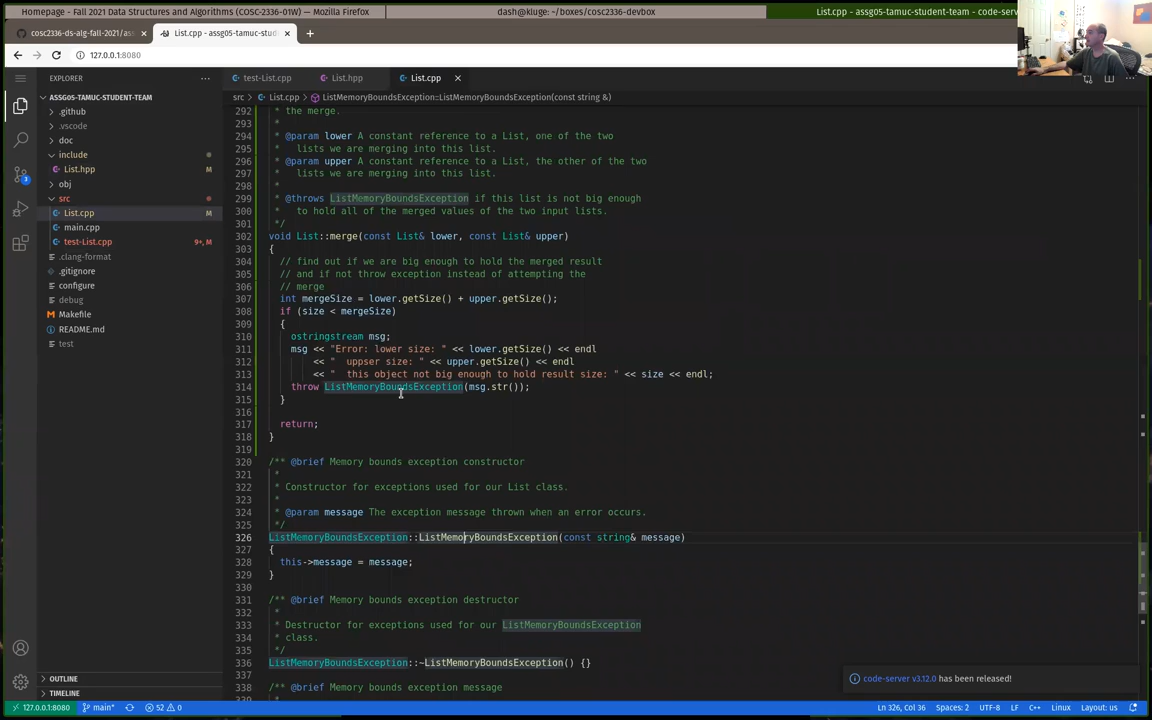 Homepage - Fall 2021 Data Structures and Algorithms (COSC-2336-01W) — Mozilla Firefox
dash@kluge: ~/boxes/cosc2336-devbox
List.cpp - assg05-tamuc-student-team - code-serv
cosc2336-ds-alg-fall-2021/ass
List.cpp - assg05-tamuc-stud
127.0.0.1:8080
EXPLORER
test-List.cpp
List.hpp
List.cpp
src > List.cpp > ListMemoryBoundsException::ListMemoryBoundsException(const string &)
ASSG05-TAMUC-STUDENT-TEAM
.github
.vscode
doc
include
List.hpp M
obj
src
List.cpp M
main.cpp
test-List.cpp 9+, M
.clang-format
.gitignore
configure
debug
Makefile
README.md
test
OUTLINE
TIMELINE
3
292 * the merge.
293 *
294 * @param lower A constant reference to a List, one of the two
295 * lists we are merging into this list.
296 * @param upper A constant reference to a List, the other of the two
297 * lists we are merging into this list.
298 *
299 * @throws ListMemoryBoundsException if this list is not big enough
300 * to hold all of the merged values of the two input lists.
301 */
302 void List::merge(const List& lower, const List& upper)
303 {
304 // find out if we are big enough to hold the merged result
305 // and if not throw exception instead of attempting the
306 // merge
307 int mergeSize = lower.getSize() + upper.getSize();
308 if (size < mergeSize)
309 {
310 ostringstream msg;
311 msg << "Error: lower size: " << lower.getSize() << endl
312 << "  uppser size: " << upper.getSize() << endl
313 << "  this object not big enough to hold result size: " << size << endl;
314 throw ListMemoryBoundsException(msg.str());
315 }
316
317 return;
318 }
319
320 /** @brief Memory bounds exception constructor
321 *
322 * Constructor for exceptions used for our List class.
323 *
324 * @param message The exception message thrown when an error occurs.
325 */
326 ListMemoryBoundsException::ListMemoryBoundsException(const string& message)
327 {
328 this->message = message;
329 }
330
331 /** @brief Memory bounds exception destructor
332 *
333 * Destructor for exceptions used for our ListMemoryBoundsException
334 * class.
335 */
336 ListMemoryBoundsException::~ListMemoryBoundsException() {}
337
338 /** @brief Memory bounds exception message
339 *
code-server v3.12.0 has been released!
127.0.0.1:8080
main*
52
0
Ln 326, Col 36
Spaces: 2
UTF-8
LF
C++
Linux
Layout: us